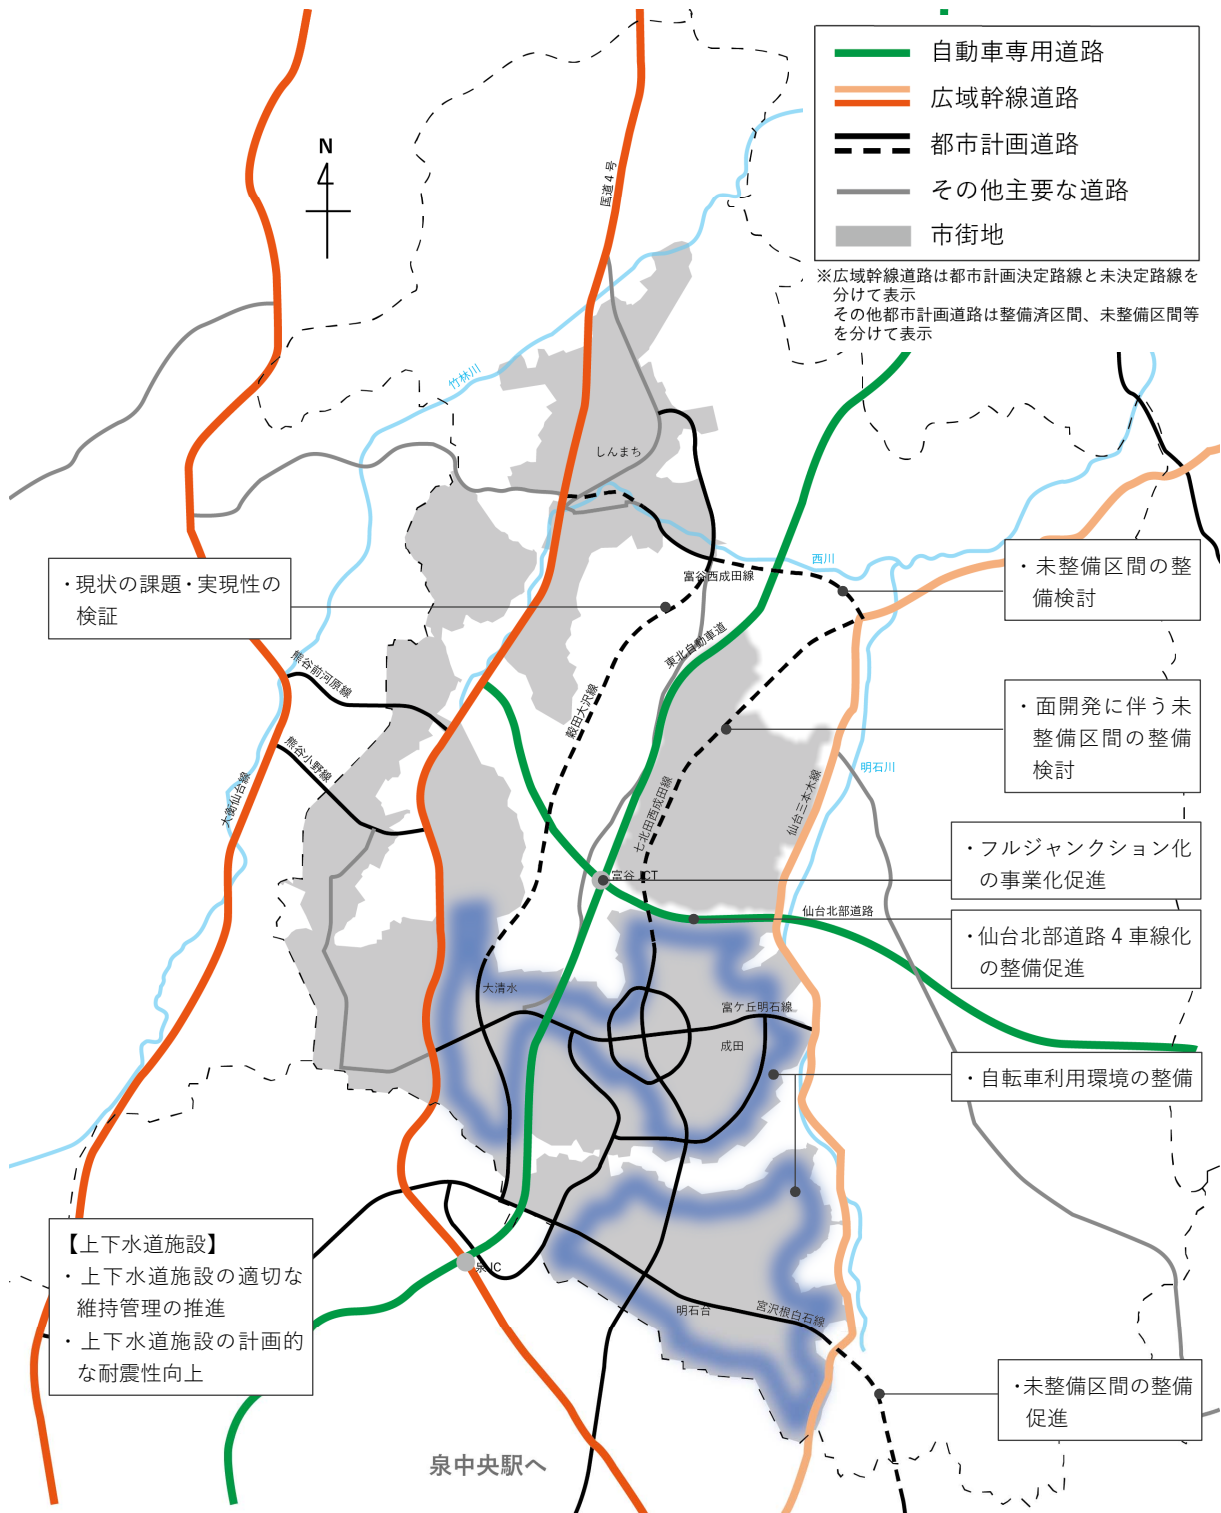 自動車専用道路
広域幹線道路
都市計画道路
その他主要な道路
市街地
※広域幹線道路は都市計画決定路線と未決定路線を
分けて表示
その他都市計画道路は整備済区間、未整備区間等
を分けて表示
N
国道4号
竹林川
しんまち
西川
富谷西成田線
東北自動車道
・現状の課題・実現性の
検証
・未整備区間の整
備検討
熊谷前河原線
穀田大沢線
熊谷小野線
大衡仙台線
・面開発に伴う未
整備区間の整備
検討
明石川
仙台三本木線
七北田西成田線
富谷JCT
・フルジャンクション化
の事業化促進
仙台北部道路
・仙台北部道路4車線化
の整備促進
大清水
富ケ丘明石線
成田
・自転車利用環境の整備
【上下水道施設】
・上下水道施設の適切な
維持管理の推進
・上下水道施設の計画的
な耐震性向上
泉IC
明石台
宮沢根白石線
・未整備区間の整備
促進
泉中央駅へ